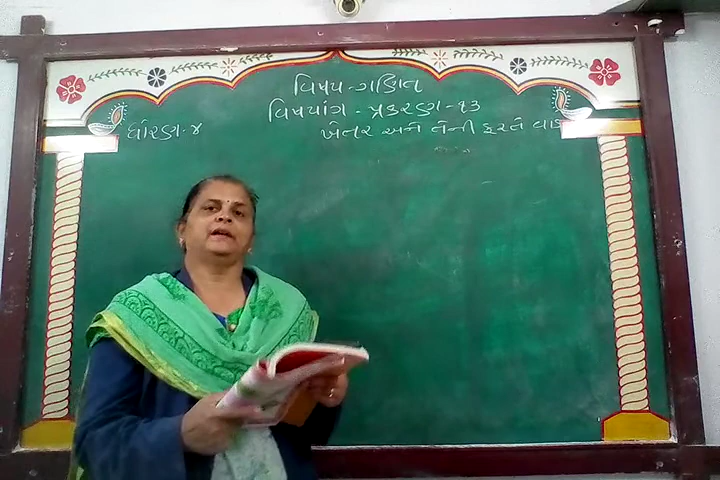 વિષય - ગણિત
વિષયાંગ - પ્રકરણ - ૧૩
ધોરણ - ૪
ખેતર અને તેની ફરતે વાડ